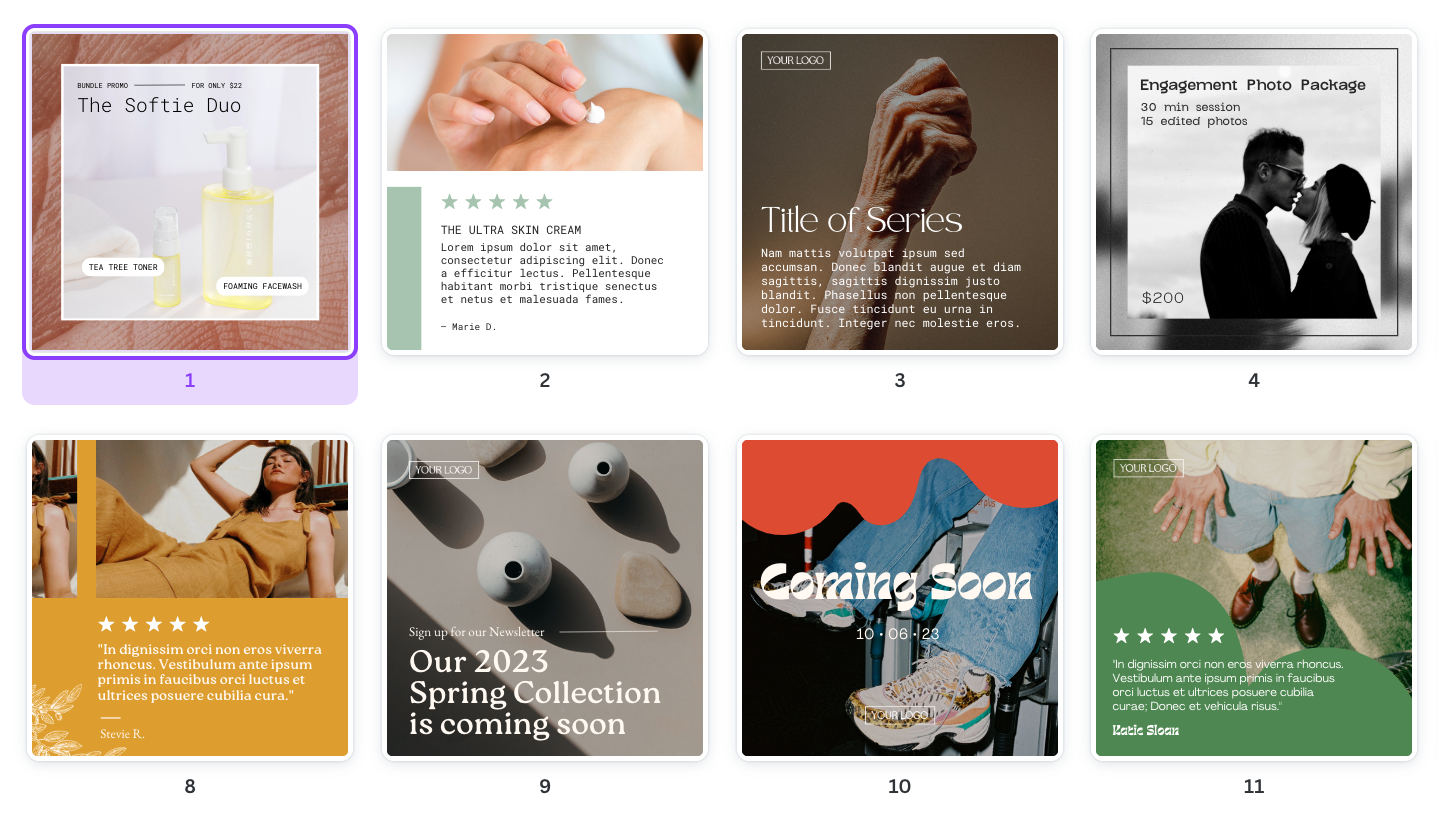 BUNDLE PROMO FOR ONLY $22
The Softie Duo
TEA TREE TONER
FOAMING FACEWASH
1
THE ULTRA SKIN CREAM
Lorem ipsum dolor sit amet,
consectetur adipiscing elit. Donec
a efficitur lectus. Pellentesque
habitant morbi tristique senectus
et netus et malesuada fames.
– Marie D.
2
YOUR LOGO
Title of Series
Nam mattis volutpat ipsum sed
accumsan. Donec blandit augue et diam
sagittis, sagittis dignissim justo
blandit. Phasellus non pellentesque
dolor. Fusce tincidunt eu urna in
tincidunt. Integer nec molestie eros.
3
Engagement Photo Package
30 min session
15 edited photos
$200
4
"In dignissim orci non eros viverra
rhoncus. Vestibulum ante ipsum
primis in faucibus orci luctus et
ultrices posuere cubilia cura."
Stevie R.
8
YOUR LOGO
Sign up for our Newsletter
Our 2023
Spring Collection
is coming soon
9
Coming Soon
10 • 06 • 23
YOUR LOGO
10
YOUR LOGO
"In dignissim orci non eros viverra rhoncus.
Vestibulum ante ipsum primis in faucibus
orci luctus et ultrices posuere cubilia
curae; Donec et vehicula risus."
Katie Sloan
11